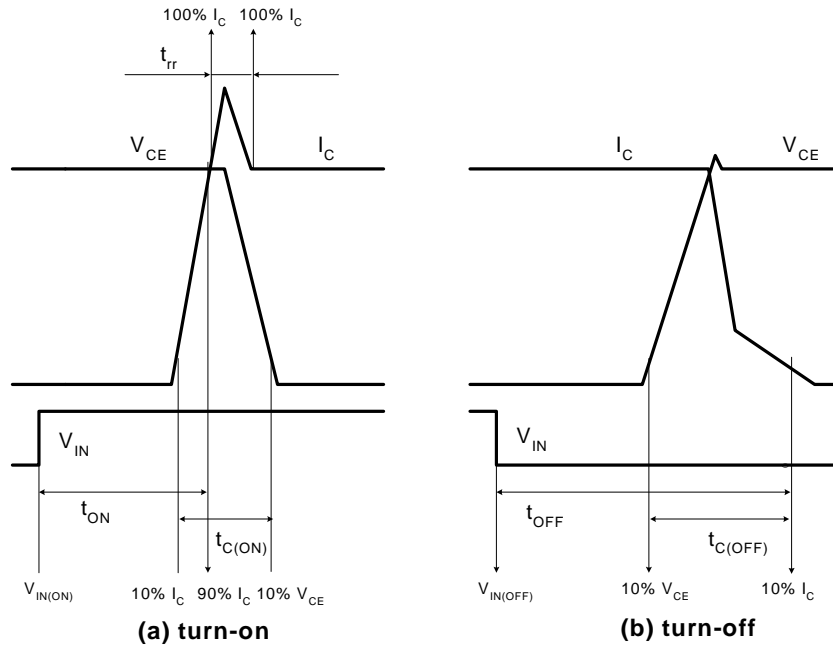 100% I_C 100% I_C
t_rr
V_CE I_C I_C V_CE
V_IN V_IN
t_ON t_OFF
t_C(ON) t_C(OFF)
V_IN(ON) 10% I_C 90% I_C 10% V_CE V_IN(OFF) 10% V_CE 10% I_C
(a) turn-on (b) turn-off